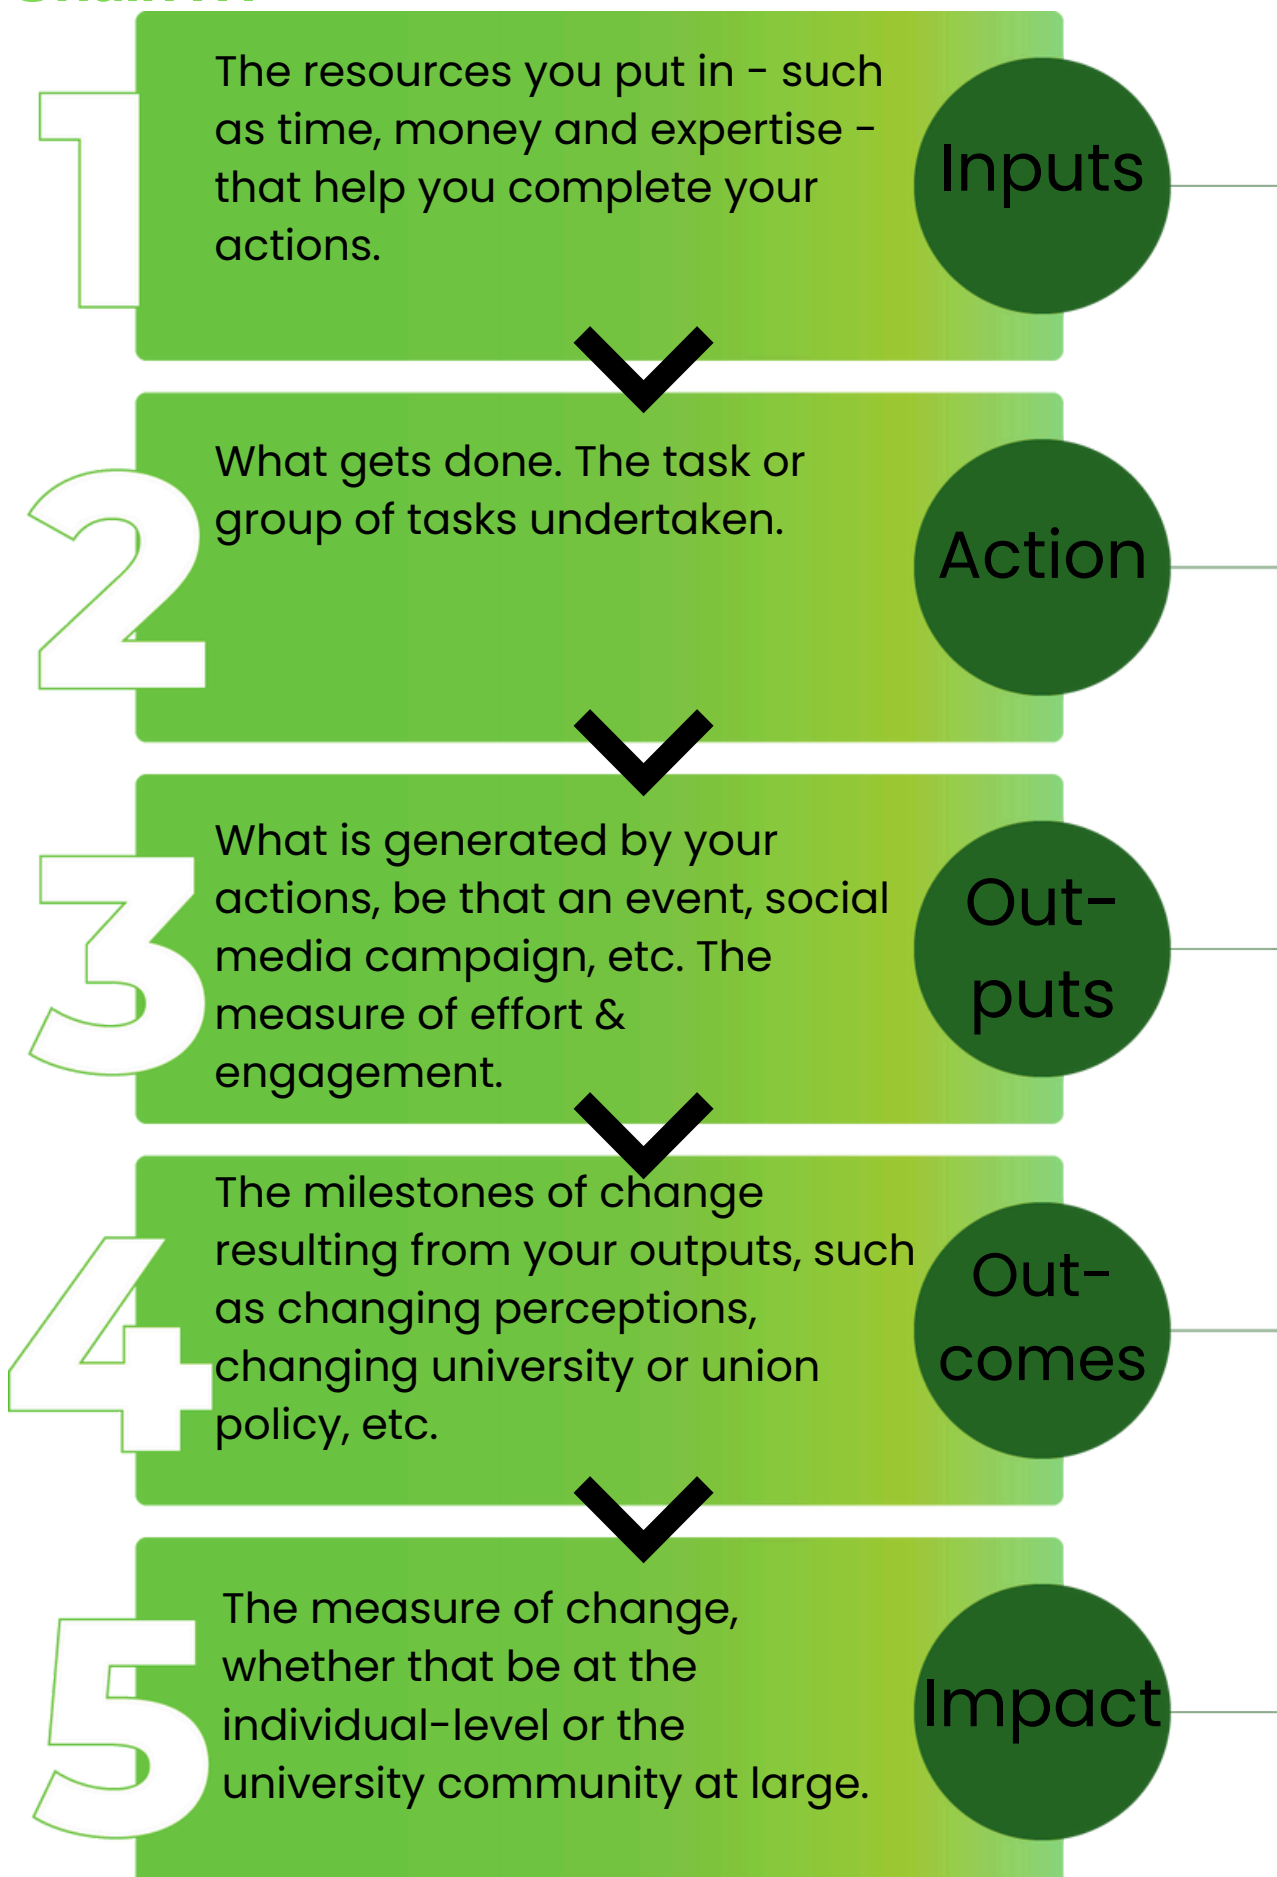 1
The resources you put in - such
as time, money and expertise -
that help you complete your
actions.
Inputs
2
What gets done. The task or
group of tasks undertaken.
Action
3
What is generated by your
actions, be that an event, social
media campaign, etc. The
measure of effort &
engagement.
Out-
puts
4
The milestones of change
resulting from your outputs, such
as changing perceptions,
changing university or union
policy, etc.
Out-
comes
5
The measure of change,
whether that be at the
individual-level or the
university community at large.
Impact